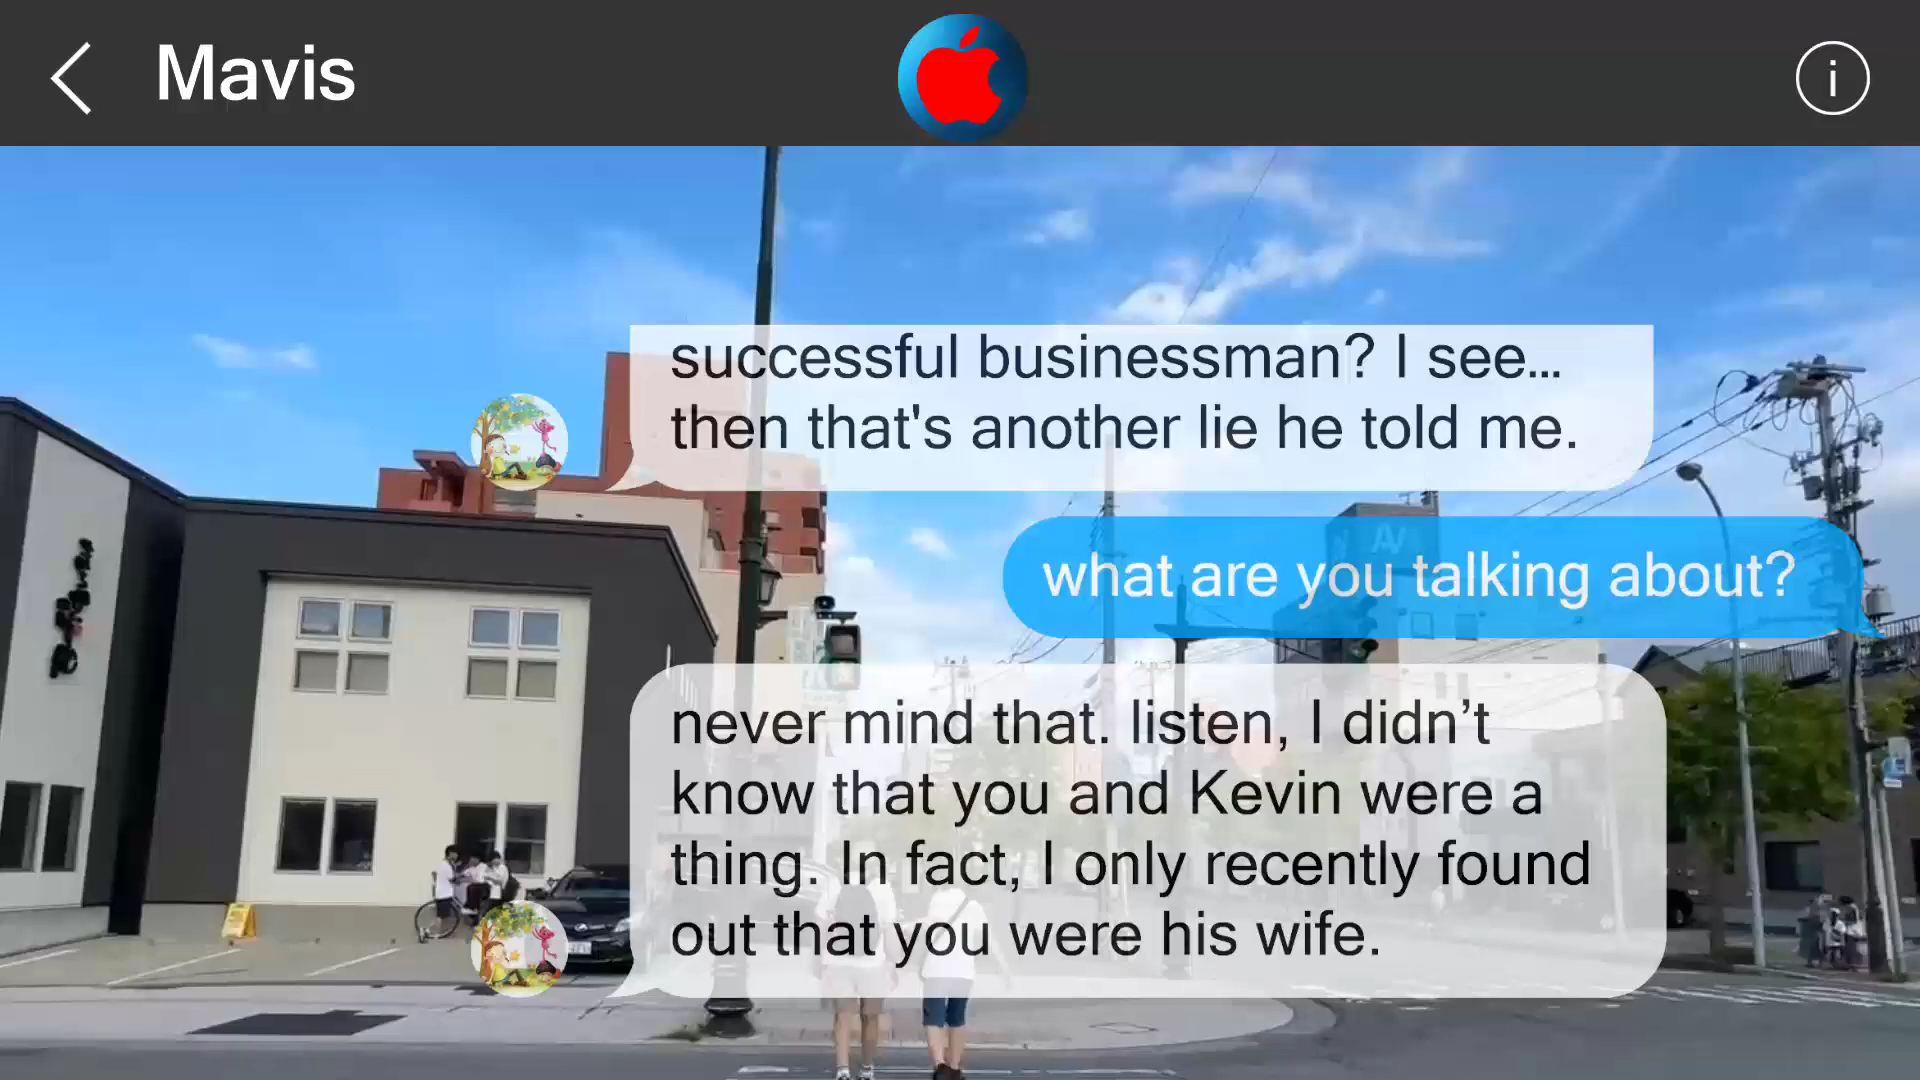 Mavis
i
successful businessman? I see...
then that's another lie he told me.
what are you talking about?
never mind that. listen, I didn’t
know that you and Kevin were a
thing. In fact, I only recently found
out that you were his wife.